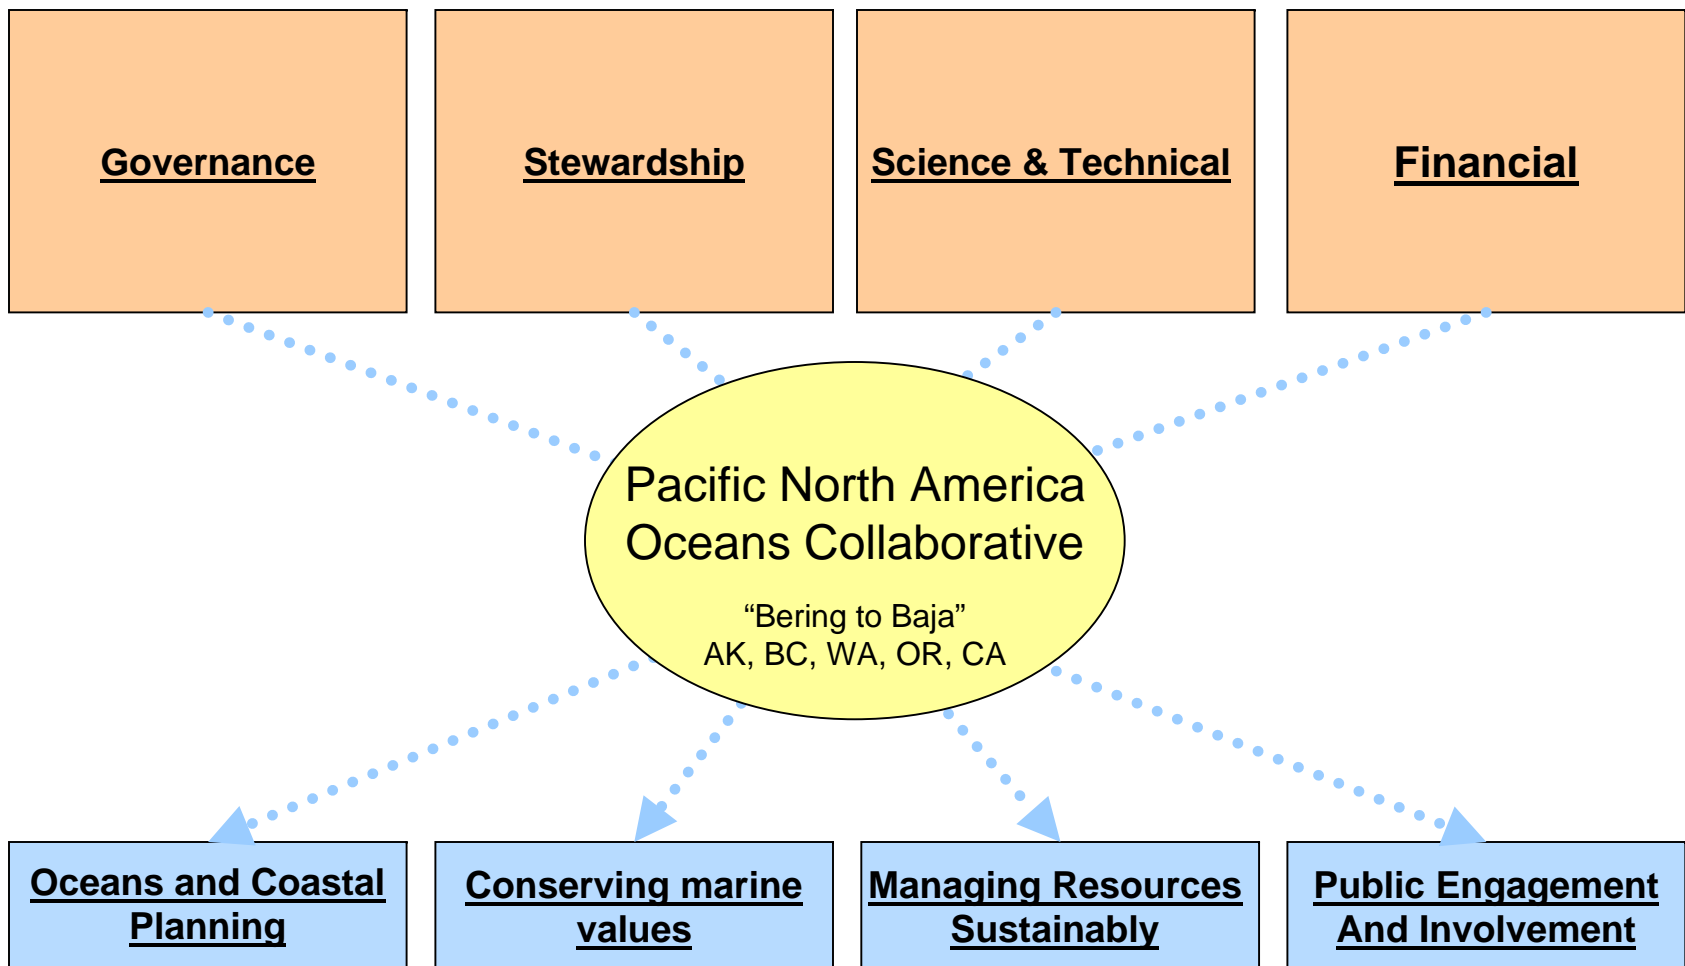 Governance
Stewardship
Science & Technical
Financial
Pacific North America
Oceans Collaborative
“Bering to Baja”
AK, BC, WA, OR, CA
Oceans and Coastal
Planning
Conserving marine
values
Managing Resources
Sustainably
Public Engagement
And Involvement